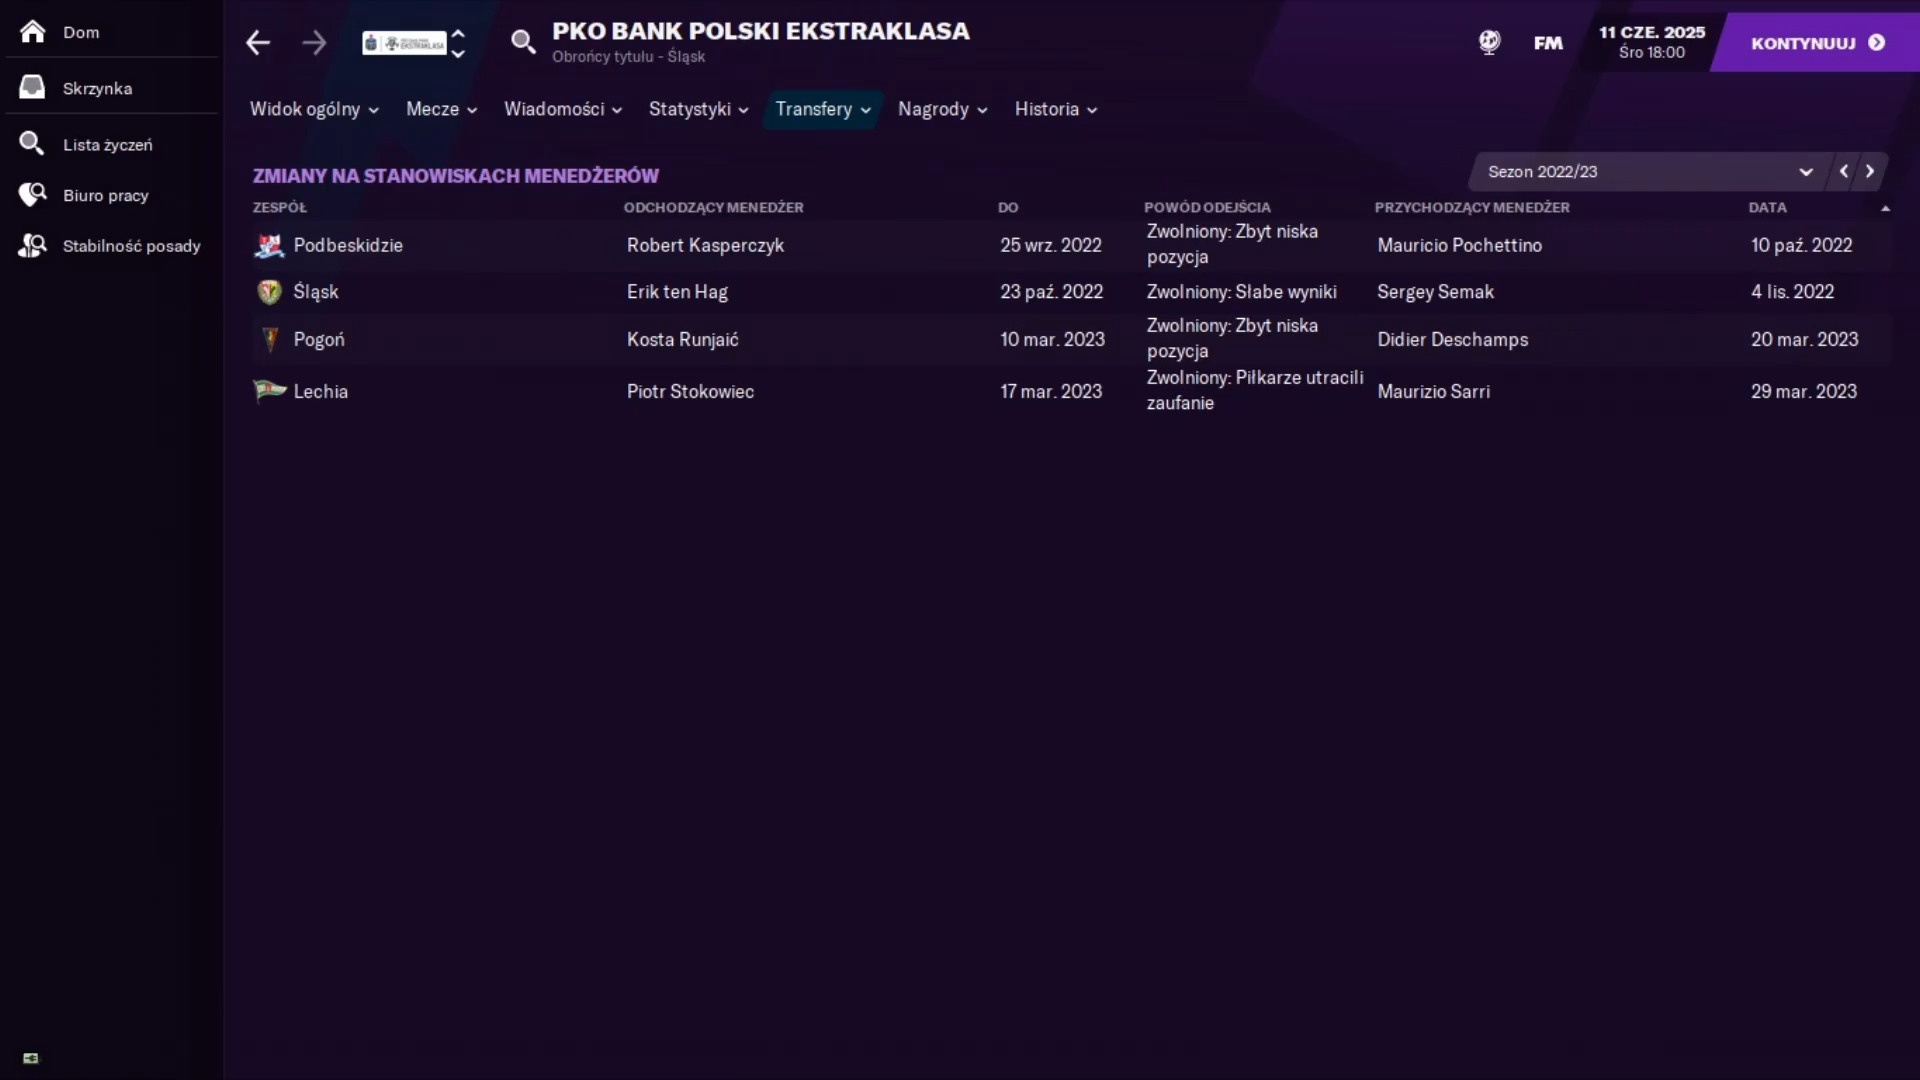 Dom
Skrzynka
Lista życzeń
Biuro pracy
Stabilność posady
PKO BANK POLSKI EKSTRAKLASA
Obrońcy tytułu - Śląsk
FM
11 CZE. 2025
Śro 18:00
KONTYNUUJ
Widok ogólny
Mecze
Wiadomości
Statystyki
Transfery
Nagrody
Historia
ZMIANY NA STANOWISKACH MENEDŻERÓW
Sezon 2022/23
ZESPÓŁ ODCHODZĄCY MENEDŻER DO POWÓD ODEJŚCIA PRZYCHODZĄCY MENEDŻER DATA
Podbeskidzie Robert Kasperczyk 25 wrz. 2022 Zwolniony: Zbyt niska Mauricio Pochettino 10 paź. 2022
pozycja
Śląsk Erik ten Hag 23 paź. 2022 Zwolniony: Słabe wyniki Sergey Semak 4 lis. 2022
Pogoń Kosta Runjaić 10 mar. 2023 Zwolniony: Zbyt niska Didier Deschamps 20 mar. 2023
pozycja
Lechia Piotr Stokowiec 17 mar. 2023 Zwolniony: Piłkarze utracili Maurizio Sarri 29 mar. 2023
zaufanie